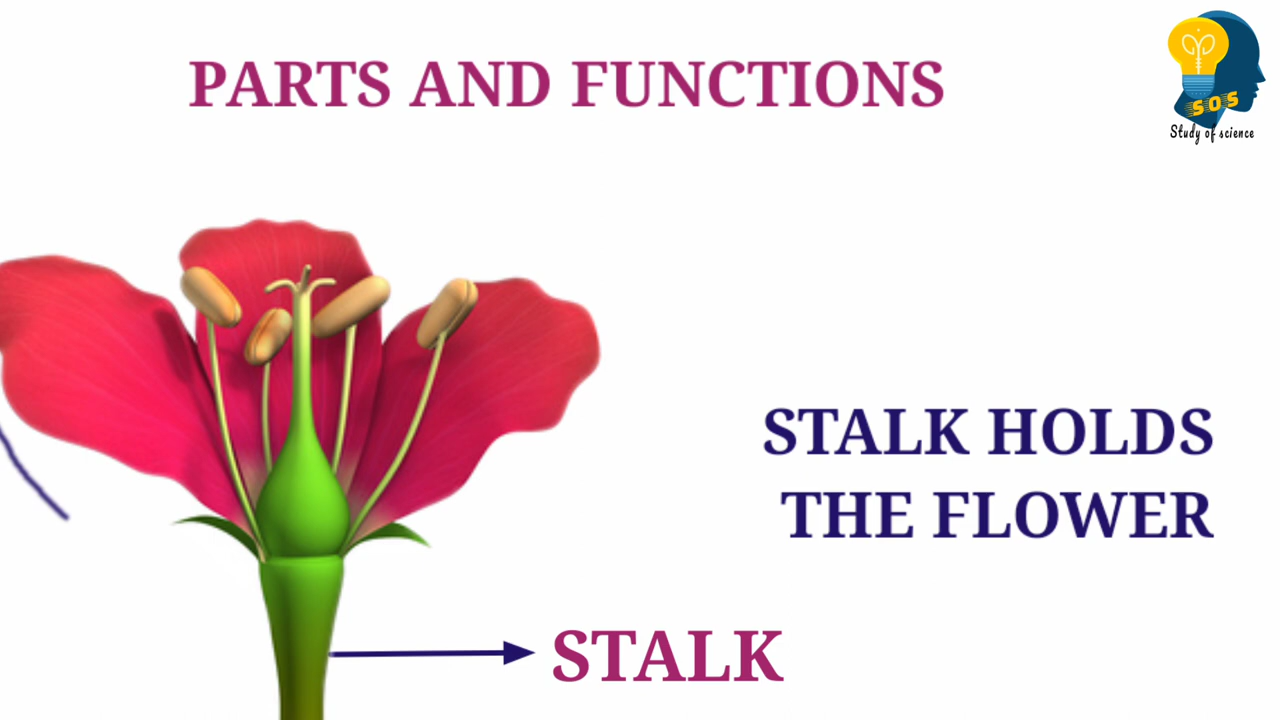 PARTS AND FUNCTIONS
SOS
Study of science
STALK HOLDS
THE FLOWER
STALK